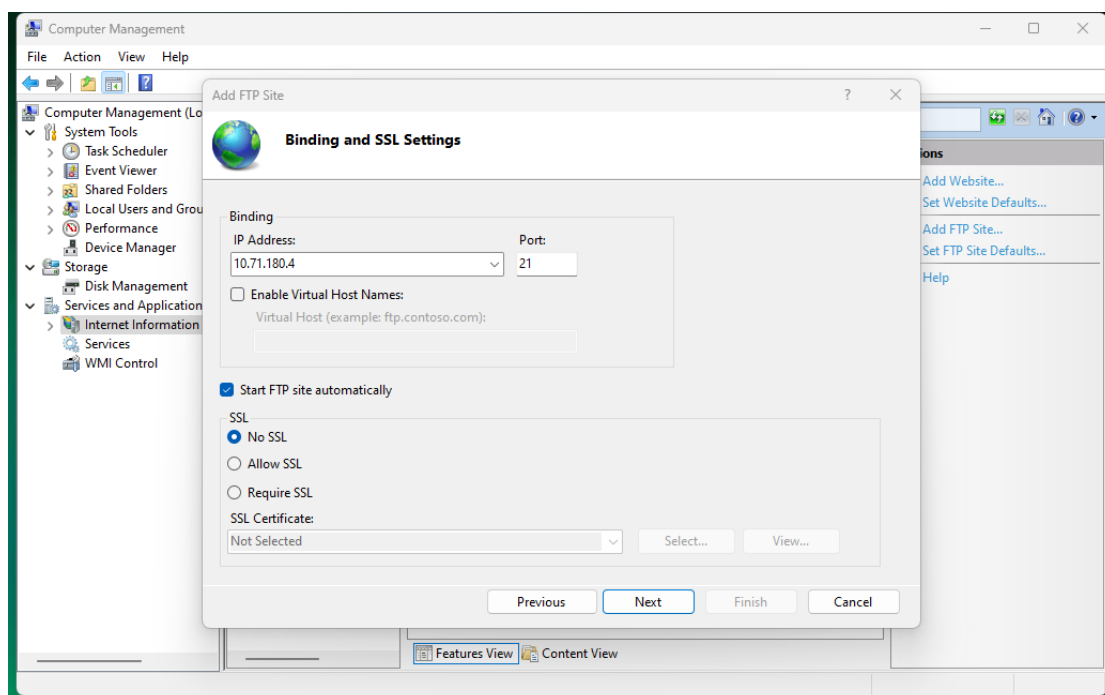 Computer Management
File Action View Help
Computer Management (Lo
System Tools
Task Scheduler
Event Viewer
Shared Folders
Local Users and Grou
Performance
Device Manager
Storage
Disk Management
Services and Application
Internet Information
Services
WMI Control
Add FTP Site
?
Binding and SSL Settings
Binding
IP Address:
Port:
10.71.180.4
21
Enable Virtual Host Names:
Virtual Host (example: ftp.contoso.com):
Start FTP site automatically
SSL
No SSL
Allow SSL
Require SSL
SSL Certificate:
Not Selected
Select...
View...
Previous
Next
Finish
Cancel
Features View
Content View
ions
Add Website...
Set Website Defaults...
Add FTP Site...
Set FTP Site Defaults...
Help